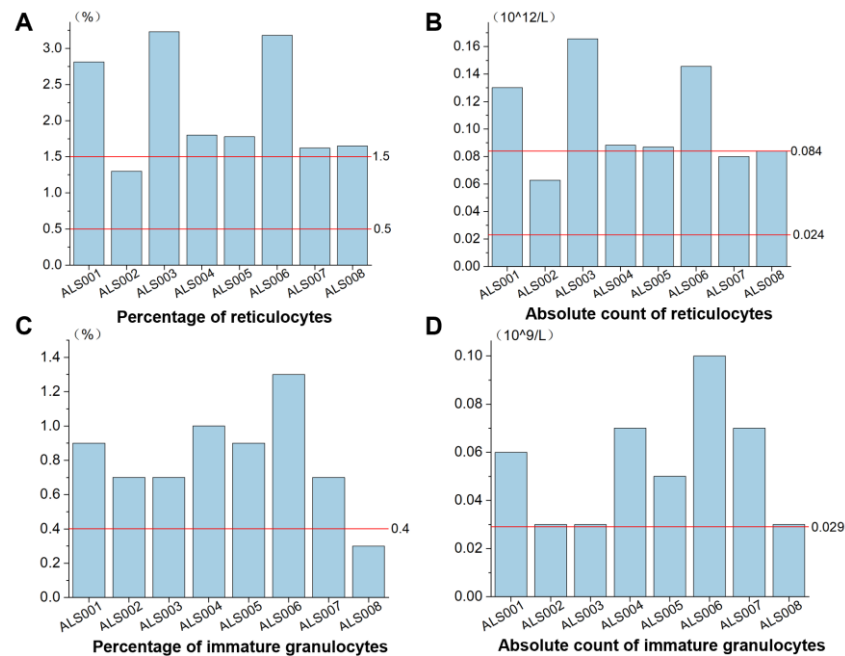 A
（%）
3.0
2.5
2.0
1.5
1.0
0.5
0.0
1.5
0.5
ALS001
ALS002
ALS003
ALS004
ALS005
ALS006
ALS007
ALS008
Percentage of reticulocytes
B
（10^12/L）
0.16
0.14
0.12
0.10
0.08
0.06
0.04
0.02
0.00
0.084
0.024
ALS001
ALS002
ALS003
ALS004
ALS005
ALS006
ALS007
ALS008
Absolute count of reticulocytes
C
（%）
1.4
1.2
1.0
0.8
0.6
0.4
0.2
0.0
0.4
ALS001
ALS002
ALS003
ALS004
ALS005
ALS006
ALS007
ALS008
Percentage of immature granulocytes
D
（10^9/L）
0.10
0.08
0.06
0.04
0.02
0.00
0.029
ALS001
ALS002
ALS003
ALS004
ALS005
ALS006
ALS007
ALS008
Absolute count of immature granulocytes